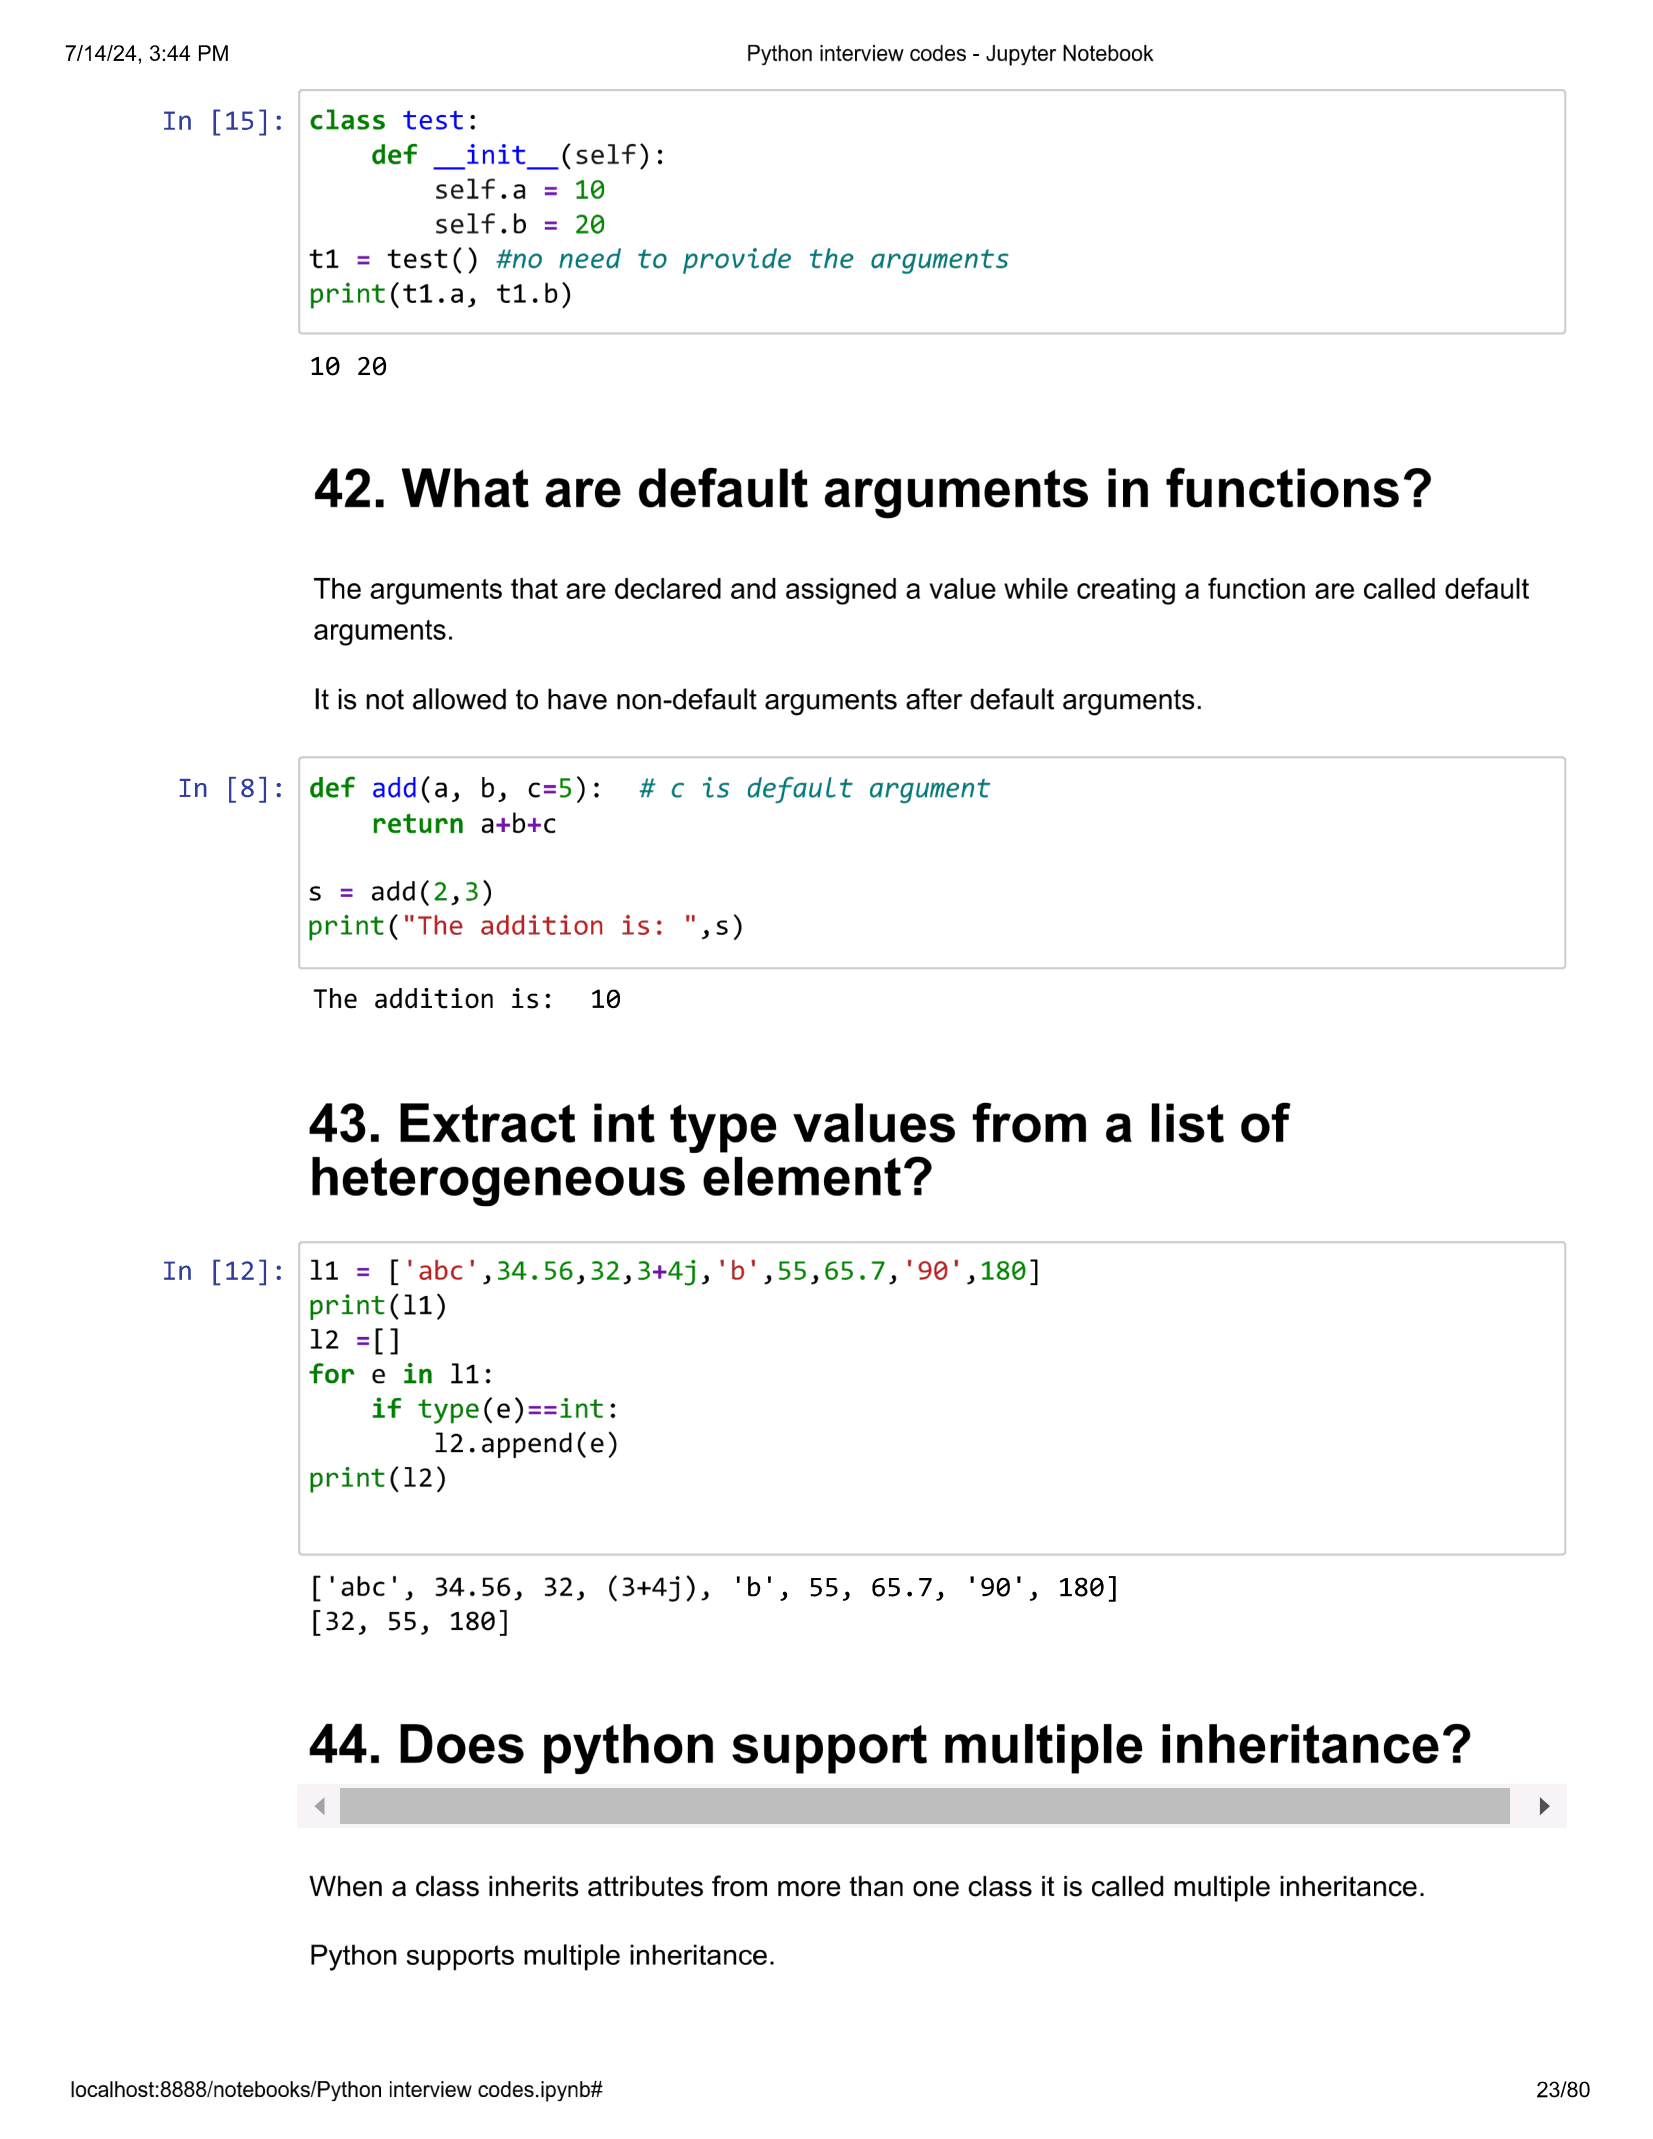 7/14/24, 3:44 PM
Python interview codes - Jupyter Notebook
In [15]:
class test:
    def __init__(self):
        self.a = 10
        self.b = 20
t1 = test() #no need to provide the arguments
print(t1.a, t1.b)
10 20
42. What are default arguments in functions?
The arguments that are declared and assigned a value while creating a function are called default
arguments.
It is not allowed to have non-default arguments after default arguments.
In [8]:
def add(a, b, c=5):  # c is default argument
    return a+b+c
s = add(2,3)
print("The addition is: ",s)
The addition is:  10
43. Extract int type values from a list of
heterogeneous element?
In [12]:
l1 = ['abc',34.56,32,3+4j,'b',55,65.7,'90',180]
print(l1)
l2 =[]
for e in l1:
    if type(e)==int:
        l2.append(e)
print(l2)
['abc', 34.56, 32, (3+4j), 'b', 55, 65.7, '90', 180]
[32, 55, 180]
44. Does python support multiple inheritance?
When a class inherits attributes from more than one class it is called multiple inheritance.
Python supports multiple inheritance.
localhost:8888/notebooks/Python interview codes.ipynb#
23/80